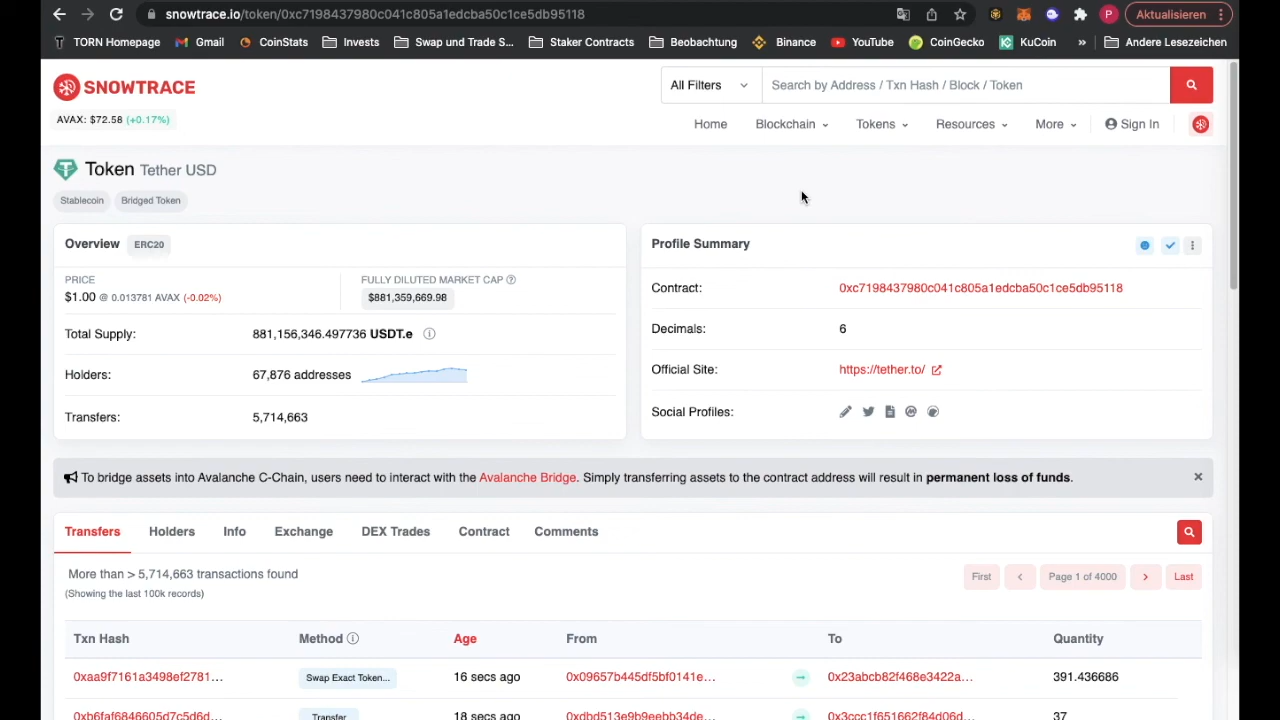 snowtrace.io/token/0xc7198437980c041c805a1edcba50c1ce5db95118
P
Aktualisieren
TORN Homepage
Gmail
CoinStats
Invests
Swap und Trade S...
Staker Contracts
Beobachtung
Binance
YouTube
CoinGecko
KuCoin
»
Andere Lesezeichen
SNOWTRACE
All Filters
Search by Address / Txn Hash / Block / Token
AVAX: $72.58 (+0.17%)
Home
Blockchain
Tokens
Resources
More
Sign In
Token Tether USD
Stablecoin
Bridged Token
Overview
ERC20
PRICE
$1.00 @ 0.013781 AVAX (-0.02%)
FULLY DILUTED MARKET CAP
$881,359,669.98
Total Supply:
881,156,346.497736 USDT.e
Holders:
67,876 addresses
Transfers:
5,714,663
Profile Summary
Contract:
0xc7198437980c041c805a1edcba50c1ce5db95118
Decimals:
6
Official Site:
https://tether.to/
Social Profiles:
To bridge assets into Avalanche C-Chain, users need to interact with the Avalanche Bridge. Simply transferring assets to the contract address will result in permanent loss of funds.
Transfers
Holders
Info
Exchange
DEX Trades
Contract
Comments
More than > 5,714,663 transactions found
(Showing the last 100k records)
First
Page 1 of 4000
Last
Txn Hash
Method
Age
From
To
Quantity
0xaa9f7161a3498ef2781...
Swap Exact Token...
16 secs ago
0x09657b445df5bf0141e...
0x23abcb82f468e3422a...
391.436686
0xb6faf6846605d7c5d6d...
Transfer
18 secs ago
0xdbd513e9b9eebb34de...
0x3ccc1f651662f84d06d...
37